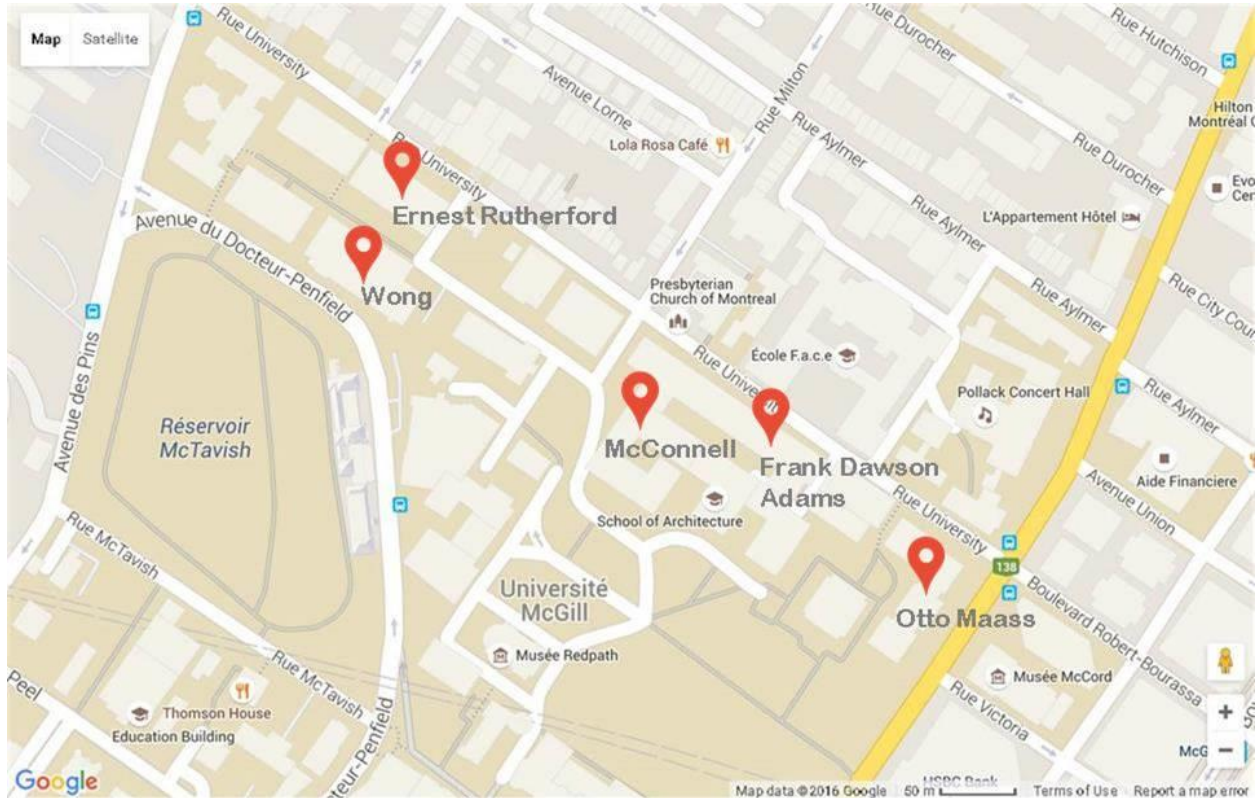 Map Satellite
Rue University
Avenue Lorne
Rue Milton
Rue Durocher
Rue Hutchison
Hilton
Montréal
Lola Rosa Café
Rue Aylmer
Rue Durocher
Rue University
Ernest Rutherford
Avenue du Docteur-Penfield
Wong
Rue Aylmer
L'Appartement Hôtel
Evo
Cen
Presbyterian
Church of Montreal
Rue Aylmer
Rue City Coun
Avenue des Pins
École F.a.c.e
Rue University
Pollack Concert Hall
Rue Aylmer
Réservoir
McTavish
McConnell
Frank Dawson
Adams
Aide Financiere
Avenue Union
School of Architecture
Rue University
Rue McTavish
138
Université
McGill
Otto Maass
Boulevard Robert-Bourassa
Musée Redpath
Musée McCord
Rue McTavish
Peel
Thomson House
Education Building
cteur-Penfield
Rue Victoria
+
McG
−
Google
HSBC Bank
Map data ©2016 Google 50 m Terms of Use Report a map error